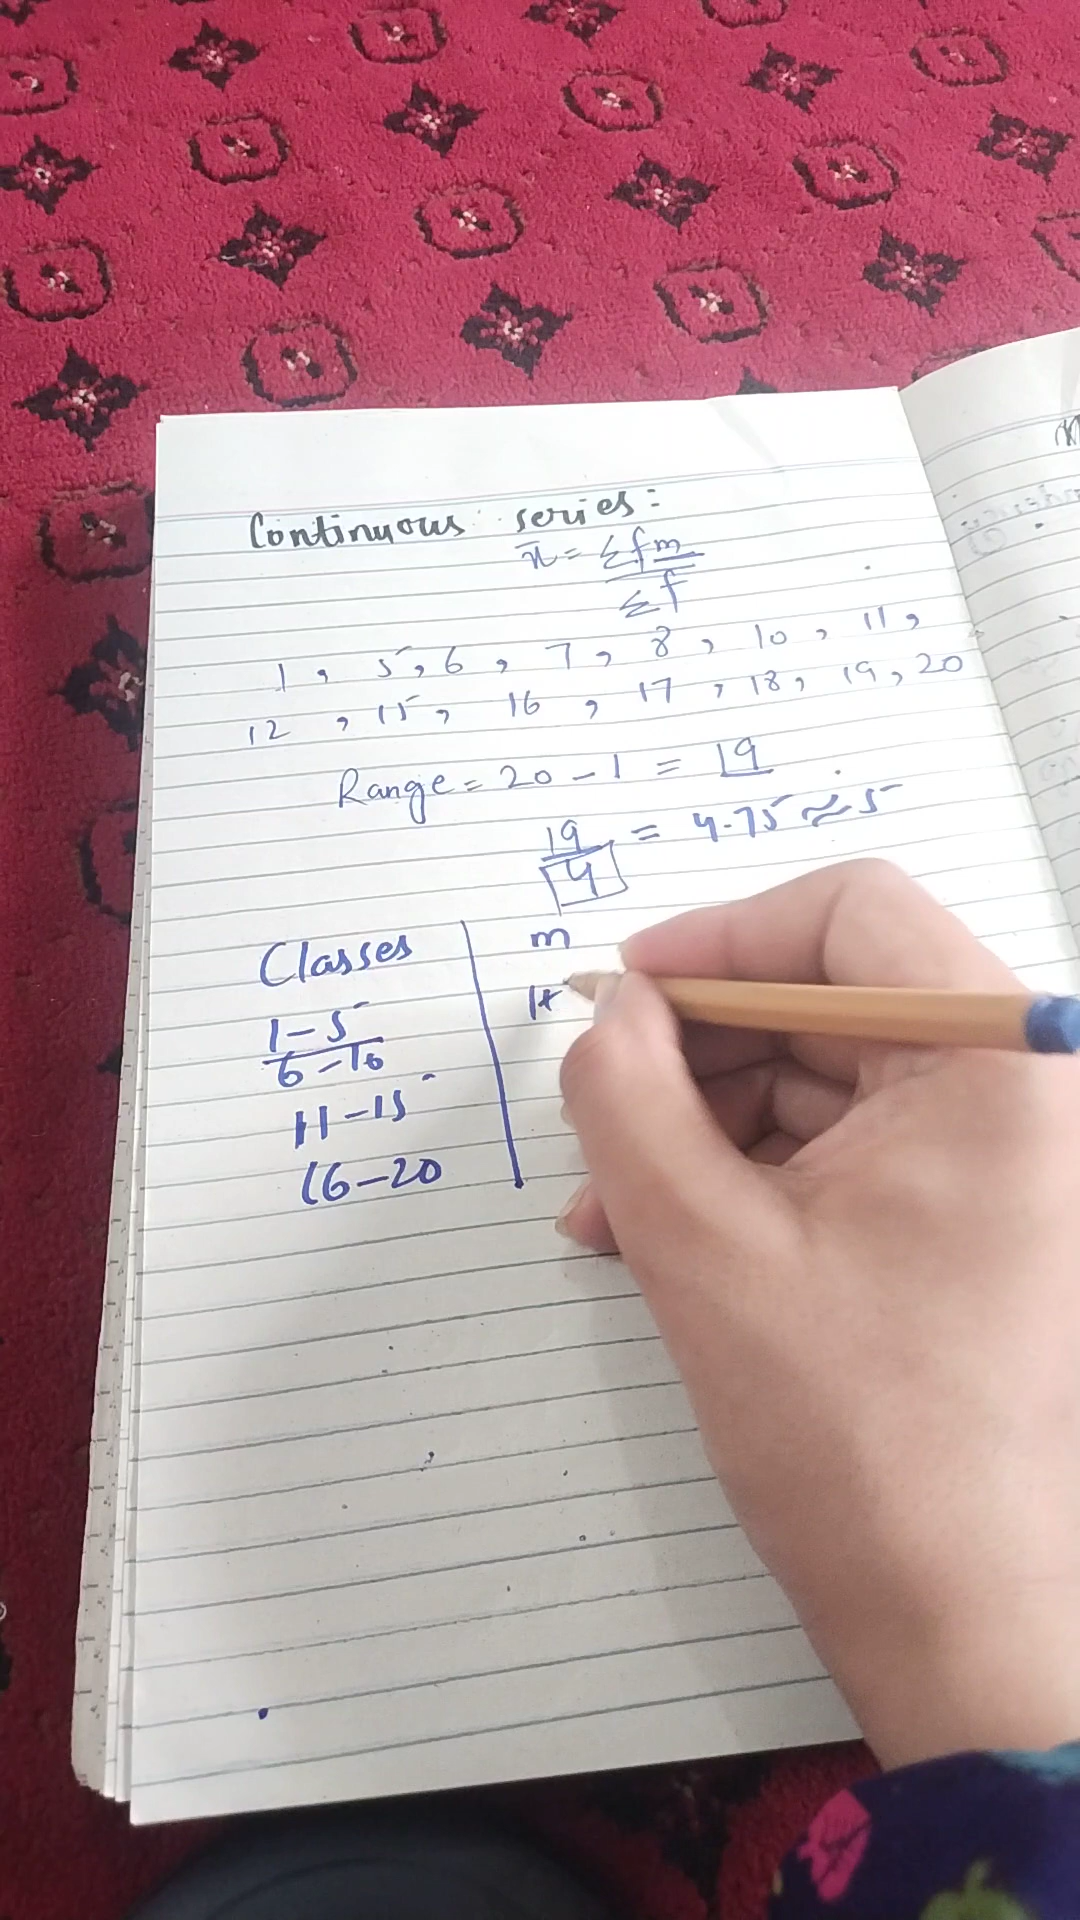 Continuous series:
x̄ = Σfm
Σf
1, 5, 6, 7, 8, 10, 11,
12, 15, 16, 17, 18, 19, 20
Range = 20 - 1 = 19
19/4 = 4.75 ≈ 5
Classes m
1-5 1+
6-10
11-15
16-20